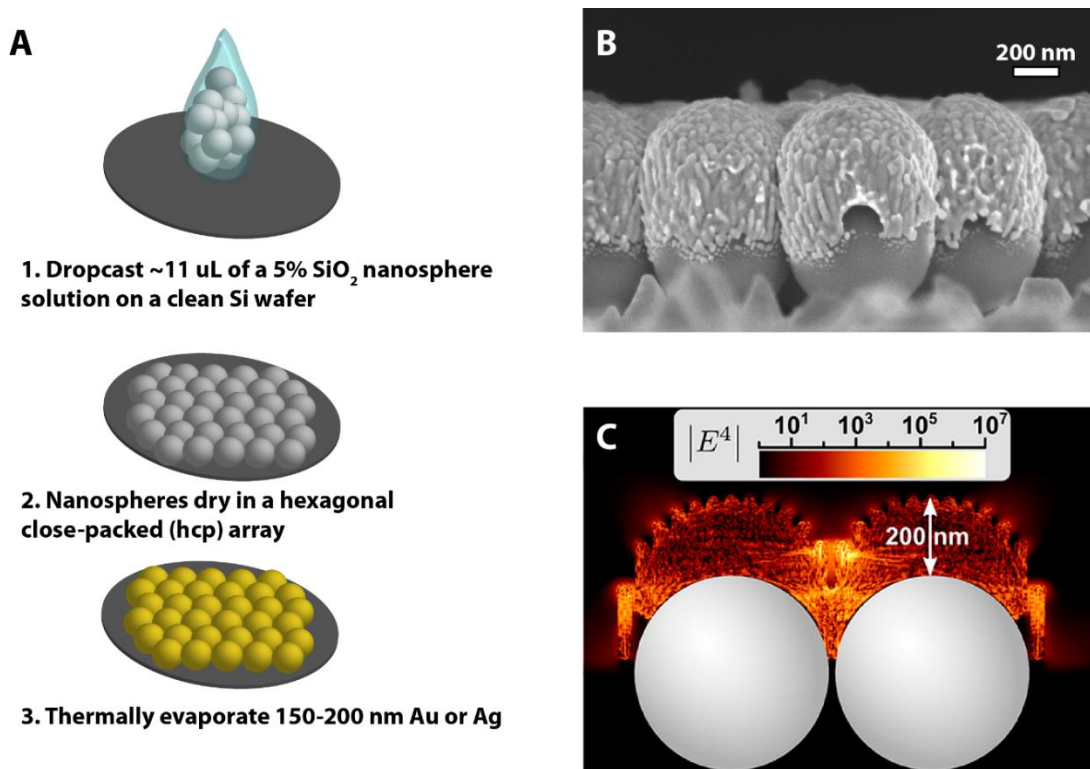 A
1. Dropcast ~11 uL of a 5% SiO₂ nanosphere
solution on a clean Si wafer
2. Nanospheres dry in a hexagonal
close-packed (hcp) array
3. Thermally evaporate 150-200 nm Au or Ag
B
200 nm
C
|E⁴|
10¹ 10³ 10⁵ 10⁷
200 nm